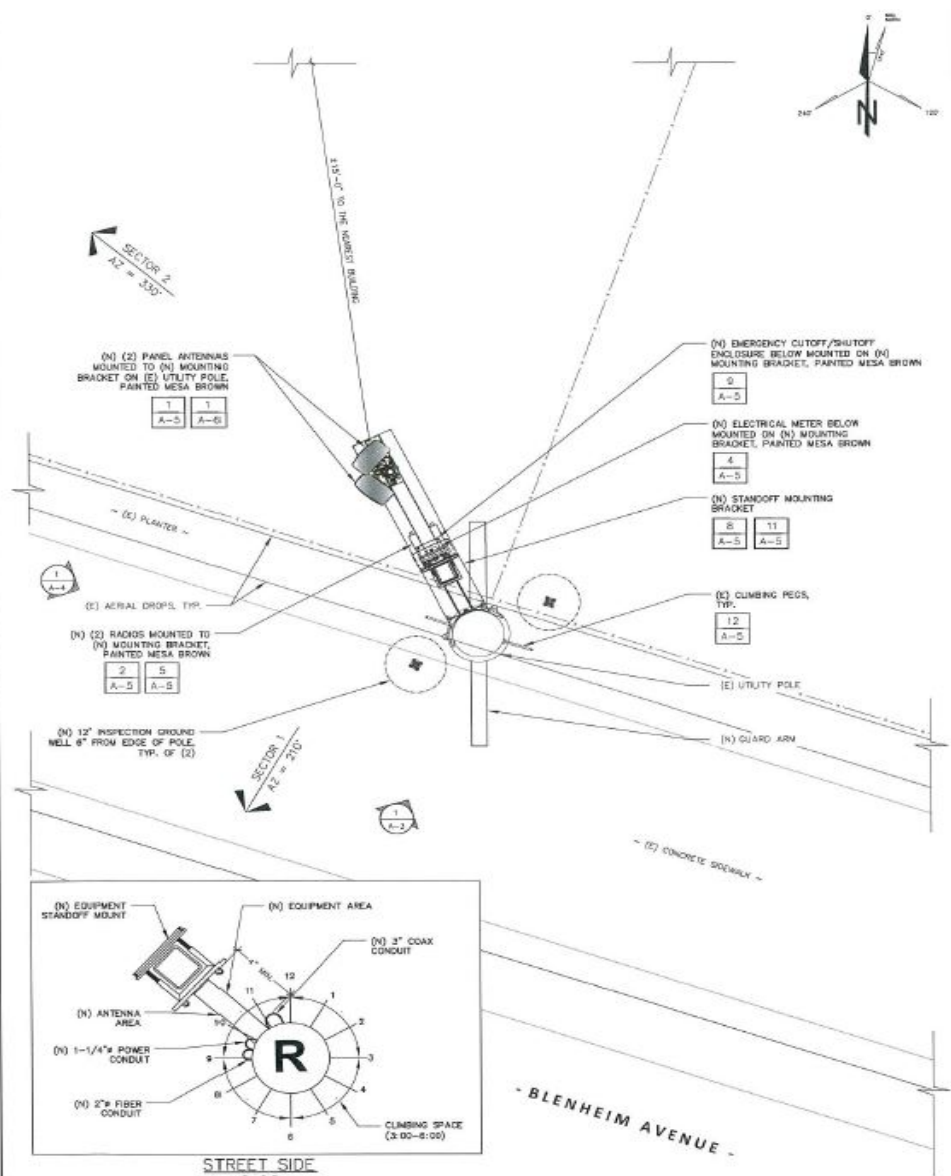 0°
240°
120°
N
±15'-0" TO THE NEAREST BUILDING
SECTOR 2
AZ = 330°
(N) (2) PANEL ANTENNAS
MOUNTED TO (N) MOUNTING
BRACKET ON (E) UTILITY POLE,
PAINTED MESA BROWN
1 1
A-5 A-6
(N) EMERGENCY CUTOFF/SHUTOFF
ENCLOSURE BELOW MOUNTED ON (N)
MOUNTING BRACKET, PAINTED MESA BROWN
9
A-5
(N) ELECTRICAL METER BELOW
MOUNTED ON (N) MOUNTING
BRACKET, PAINTED MESA BROWN
4
A-5
(N) STANDOFF MOUNTING
BRACKET
8 11
A-5 A-5
~ (E) PLANTER ~
1
A-4
(E) AERIAL DROPS, TYP.
(E) CLIMBING PEGS,
TYP.
12
A-5
(N) (2) RADIOS MOUNTED TO
(N) MOUNTING BRACKET,
PAINTED MESA BROWN
2 5
A-5 A-5
(E) UTILITY POLE
(N) 12" INSPECTION GROUND
WELL 6" FROM EDGE OF POLE,
TYP. OF (2)
(N) GUARD ARM
SECTOR 1
AZ = 210°
1
A-2
~ (E) CONCRETE SIDEWALK ~
(N) EQUIPMENT
STANDOFF MOUNT
(N) EQUIPMENT AREA
(N) 3" COAX
CONDUIT
4" MIN.
12
11
1
(N) ANTENNA
AREA
10
2
(N) 1-1/4"ø POWER
CONDUIT
9
R
3
8
4
(N) 2"ø FIBER
CONDUIT
7
6
5
CLIMBING SPACE
(3:00-6:00)
STREET SIDE
- BLENHEIM AVENUE -